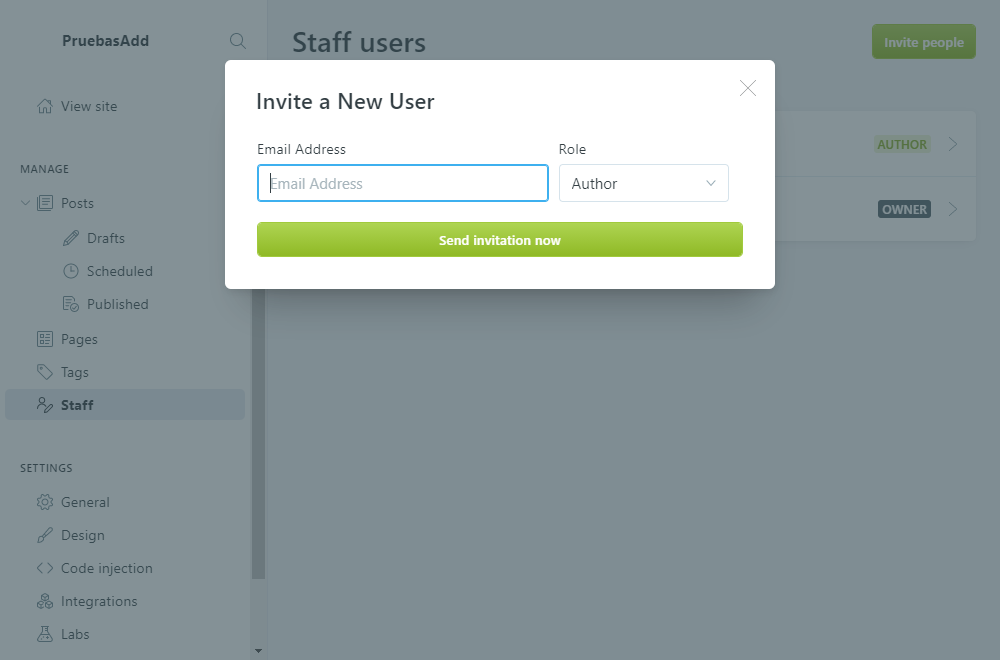 PruebasAdd
View site
MANAGE
Posts
Drafts
Scheduled
Published
Pages
Tags
Staff
SETTINGS
General
Design
Code injection
Integrations
Labs
Staff users
Invite people
AUTHOR
OWNER
Invite a New User
Email Address
Role
Email Address
Author
Send invitation now